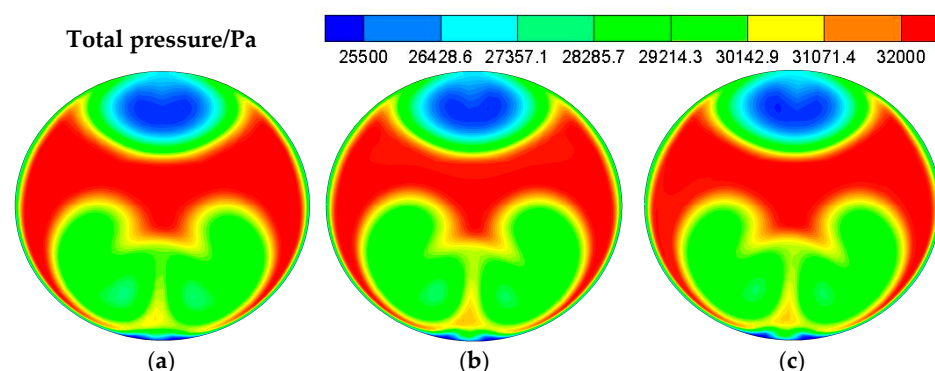 Total pressure/Pa
25500 26428.6 27357.1 28285.7 29214.3 30142.9 31071.4 32000
(a) (b) (c)